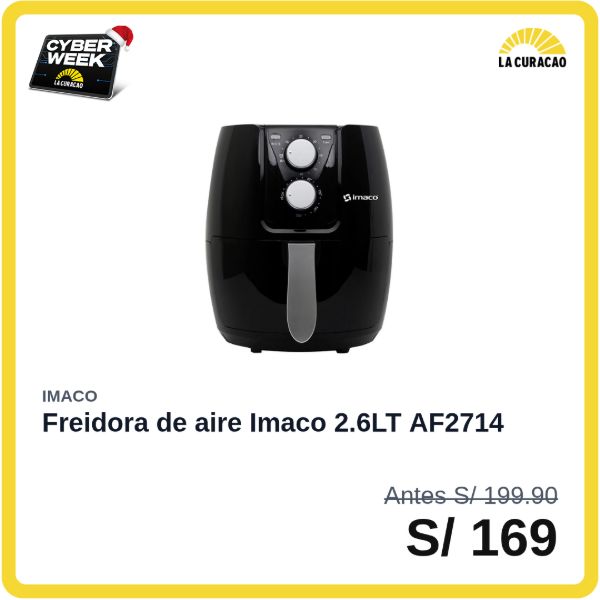 CYBER
WEEK
LA CURACAO
LA CURACAO
imaco
IMACO
Freidora de aire Imaco 2.6LT AF2714
Antes S/ 199.90
S/ 169